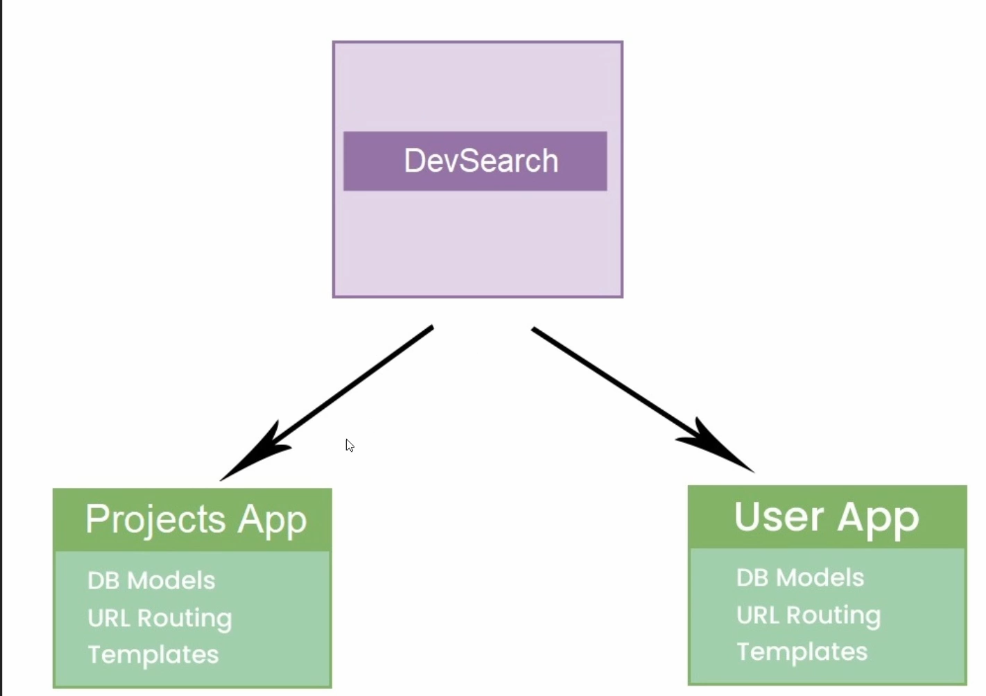 DevSearch
Projects App
DB Models
URL Routing
Templates
User App
DB Models
URL Routing
Templates